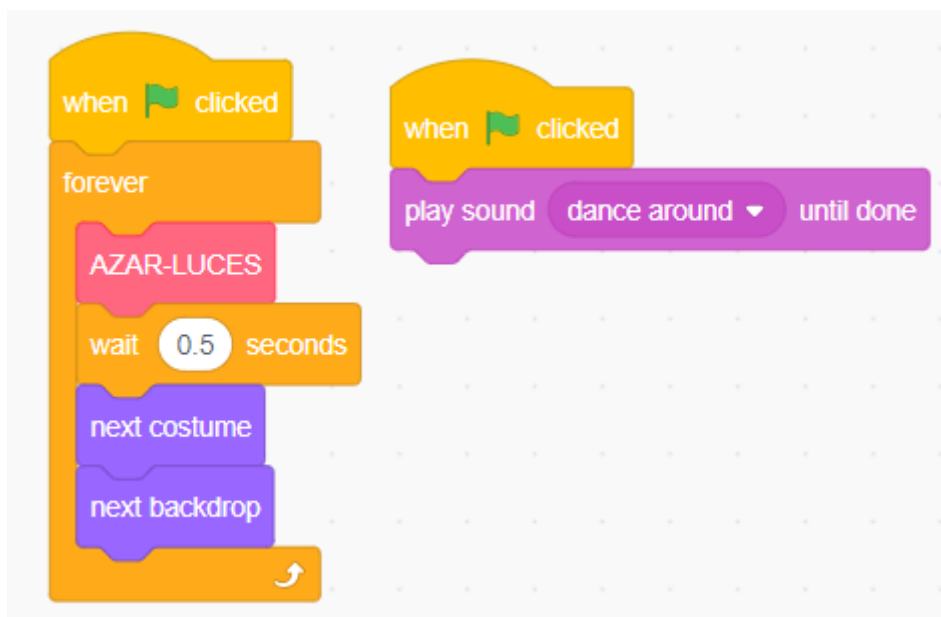 when clicked
forever
AZAR-LUCES
wait 0.5 seconds
next costume
next backdrop
when clicked
play sound dance around until done